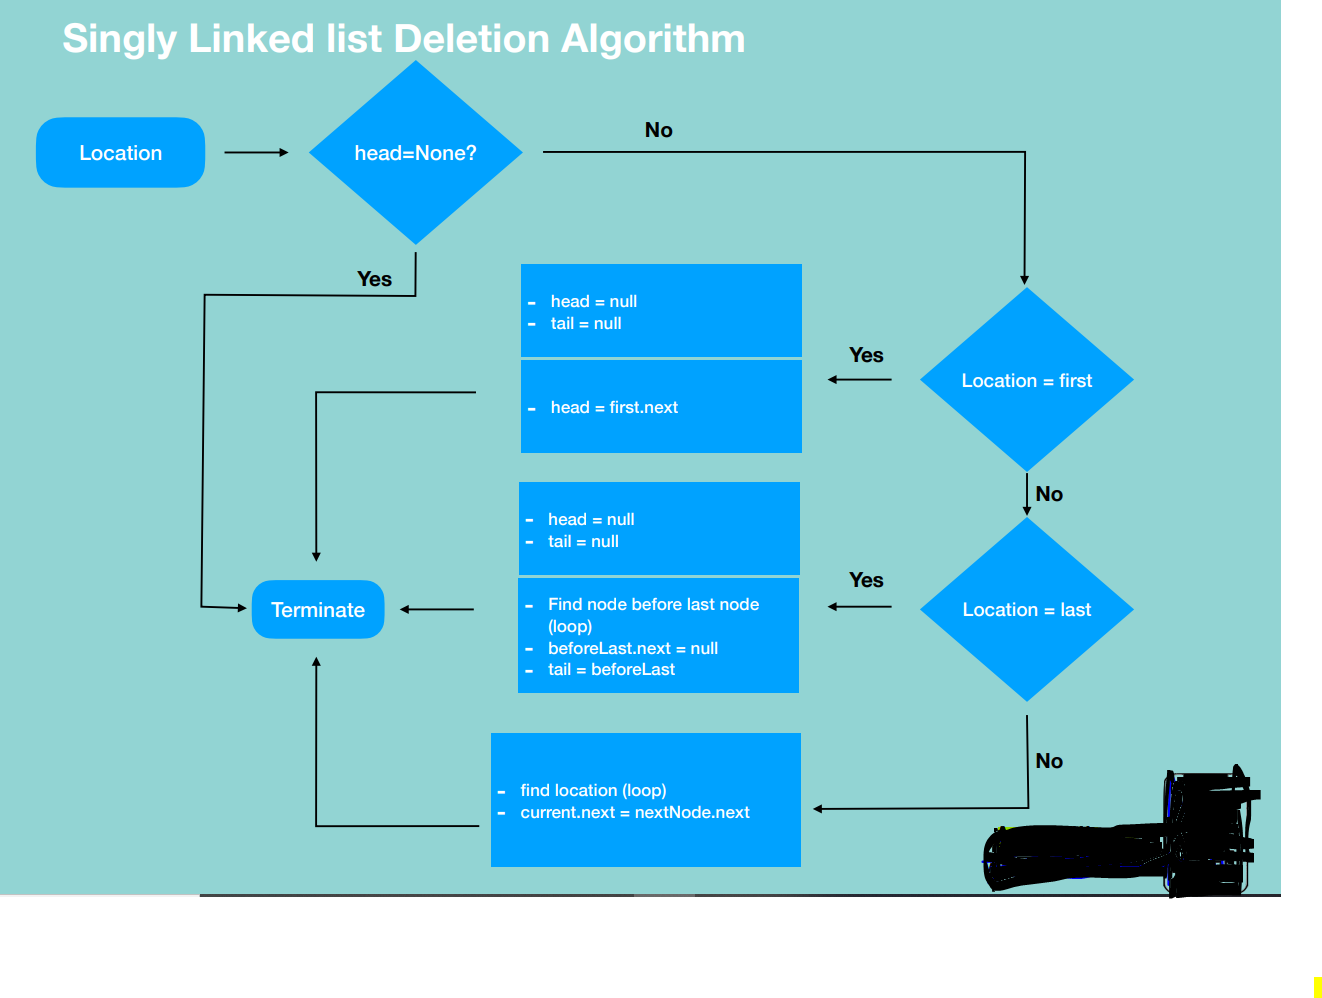 Singly Linked list Deletion Algorithm
Location
head=None?
No
Yes
- head = null
- tail = null
- head = first.next
Yes
Location = first
No
- head = null
- tail = null
- Find node before last node
(loop)
- beforeLast.next = null
- tail = beforeLast
Yes
Location = last
Terminate
No
- find location (loop)
- current.next = nextNode.next